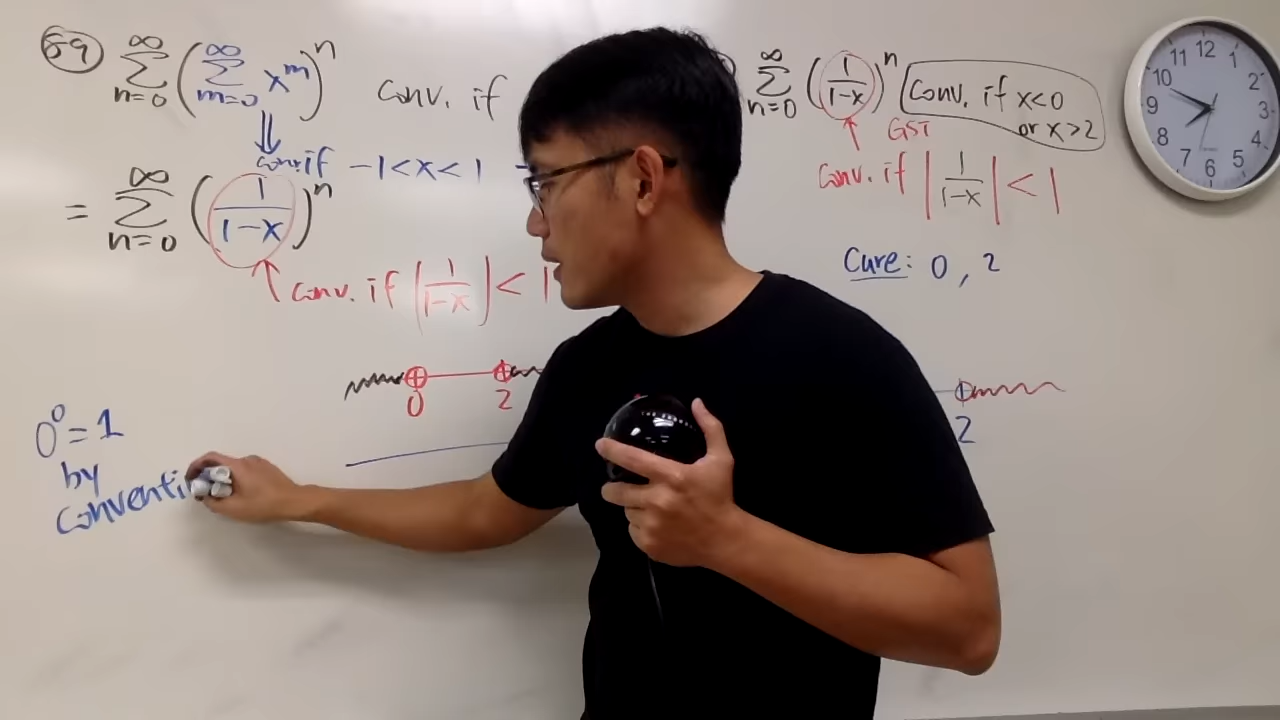 59 ∞ ∑ n=0 ( ∞ ∑ m=0 x^m )^n conv. if
⇓ conv. if -1<x<1
= ∞ ∑ n=0 ( 1/(1-x) )^n
↑ conv. if |1/(1-x)| < 1
0 2
0^0 = 1
by
conventi
∞ ∑ n=0 ( 1/(1-x) )^n conv. if x<0
or x>2
↑ GST
conv. if |1/(1-x)| < 1
Cure: 0, 2
2
12 1 2 3 4 5 6 7 8 9 10 11